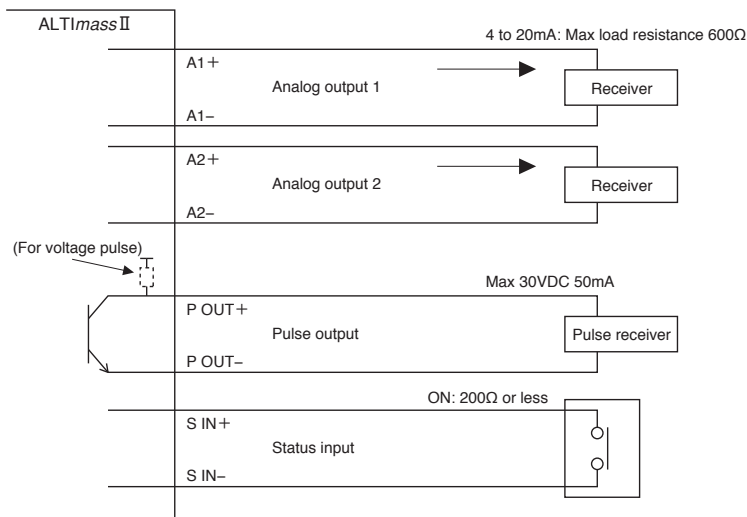 ALTImassⅡ
4 to 20mA: Max load resistance 600Ω
A1+
Analog output 1
Receiver
A1−
A2+
Analog output 2
Receiver
A2−
(For voltage pulse)
Max 30VDC 50mA
P OUT+
Pulse output
Pulse receiver
P OUT−
ON: 200Ω or less
S IN+
Status input
S IN−